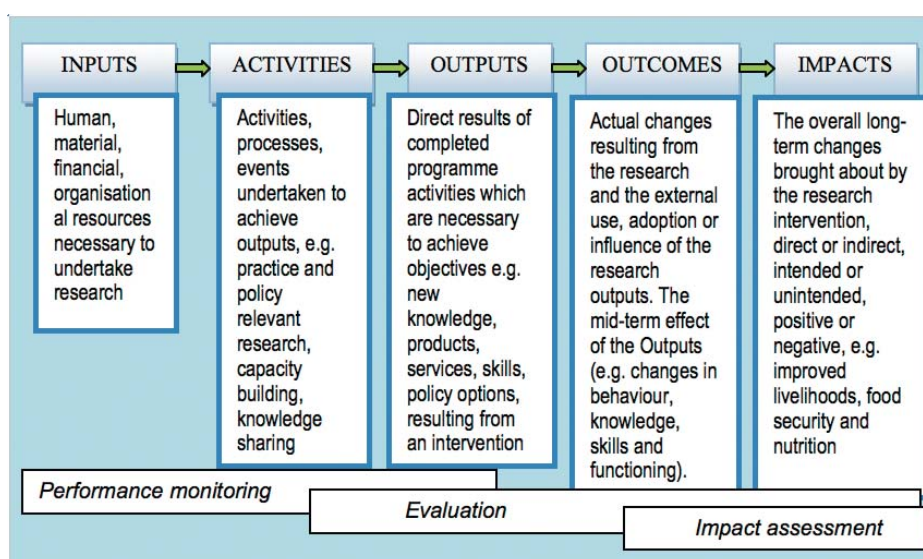 INPUTS
Human,
material,
financial,
organisation
al resources
necessary to
undertake
research
ACTIVITIES
Activities,
processes,
events
undertaken to
achieve
outputs, e.g.
practice and
policy
relevant
research,
capacity
building,
knowledge
sharing
OUTPUTS
Direct results of
completed
programme
activities which
are necessary
to achieve
objectives e.g.
new
knowledge,
products,
services, skills,
policy options,
resulting from
an intervention
OUTCOMES
Actual changes
resulting from
the research
and the external
use, adoption or
influence of the
research
outputs. The
mid-term effect
of the Outputs
(e.g. changes in
behaviour,
knowledge,
skills and
functioning).
IMPACTS
The overall long-
term changes
brought about by
the research
intervention,
direct or indirect,
intended or
unintended,
positive or
negative, e.g.
improved
livelihoods, food
security and
nutrition
Performance monitoring
Evaluation
Impact assessment